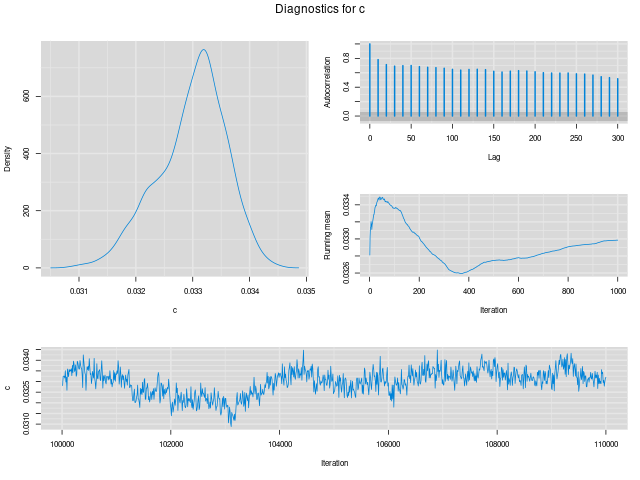 Diagnostics for c
Density
0 200 400 600
0.031 0.032 0.033 0.034 0.035
c
Autocorrelation
0.0 0.4 0.8
0 50 100 150 200 250 300
Lag
Running mean
0.0326 0.0330 0.0334
0 200 400 600 800 1000
Iteration
c
0.0310 0.0325 0.0340
100000 102000 104000 106000 108000 110000
Iteration